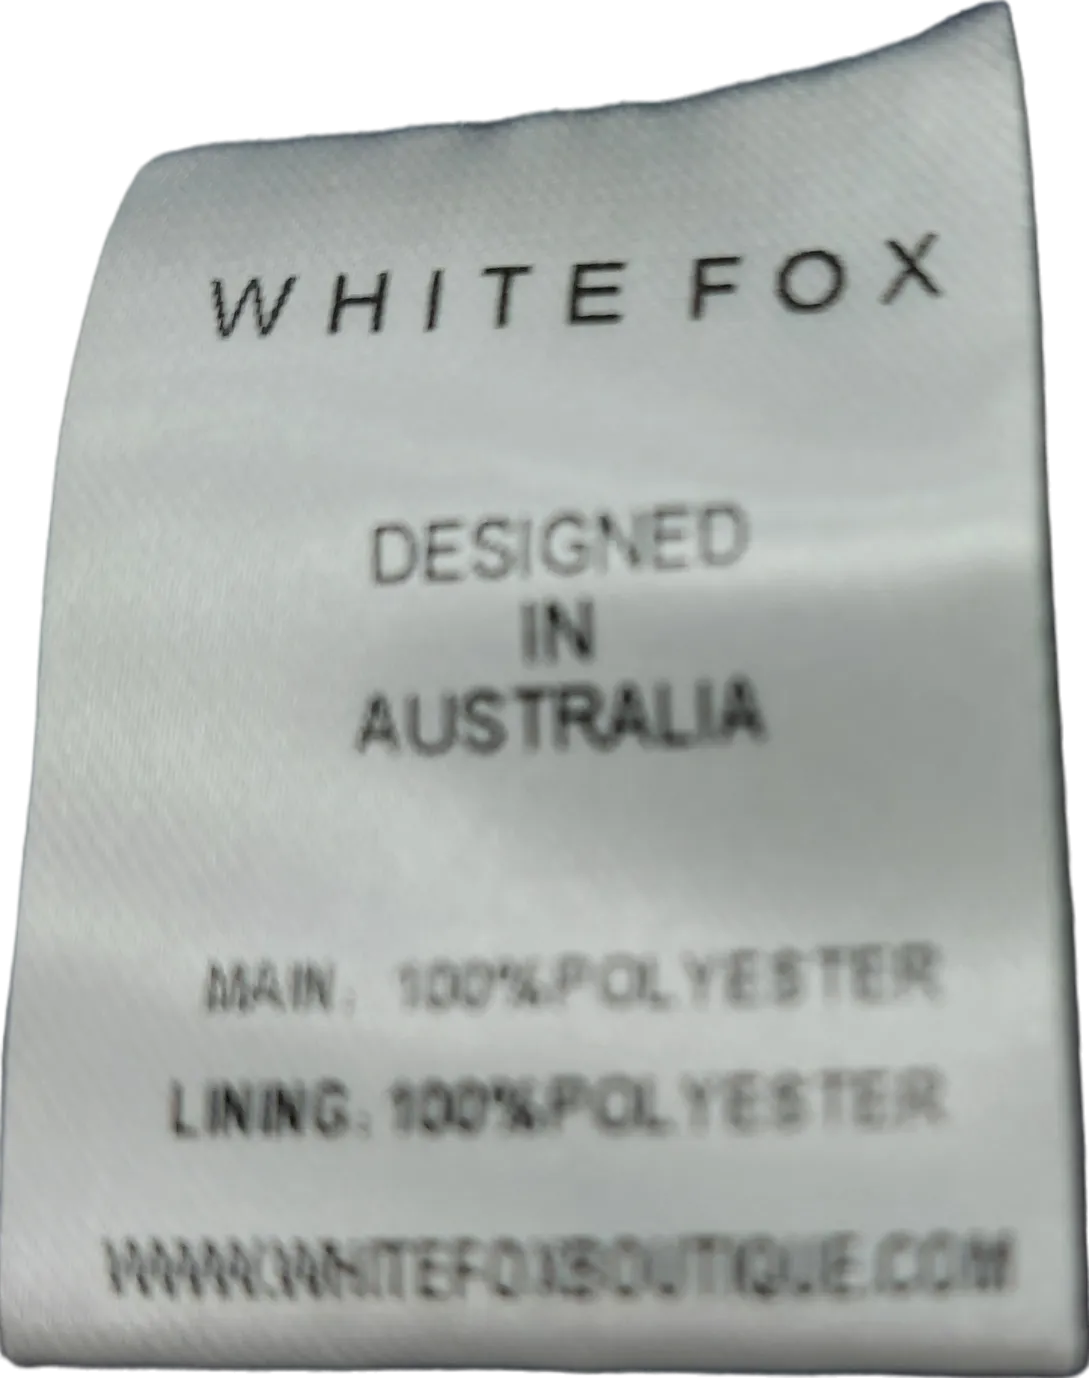 WHITE FOX
DESIGNED
IN
AUSTRALIA
MAIN: 100%POLYESTER
LINING: 100%POLYESTER
WWW.WHITEFOXBOUTIQUE.COM